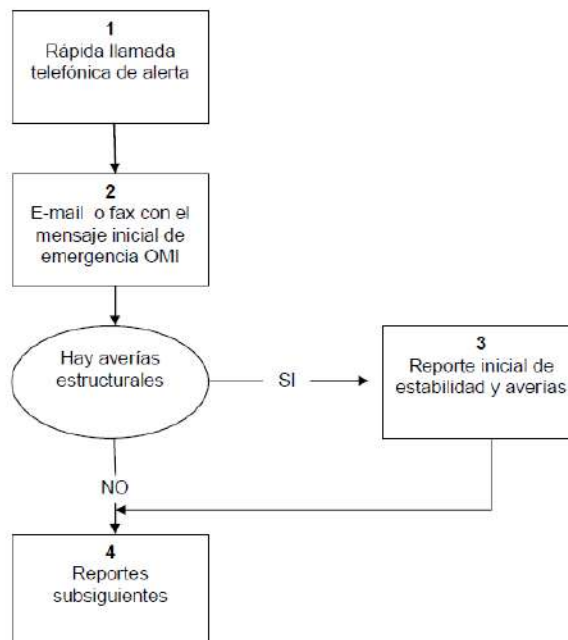 1
Rápida llamada
telefónica de alerta
2
E-mail o fax con el
mensaje inicial de
emergencia OMI
Hay averías
estructurales
SI
3
Reporte inicial de
estabilidad y averías
NO
4
Reportes
subsiguientes